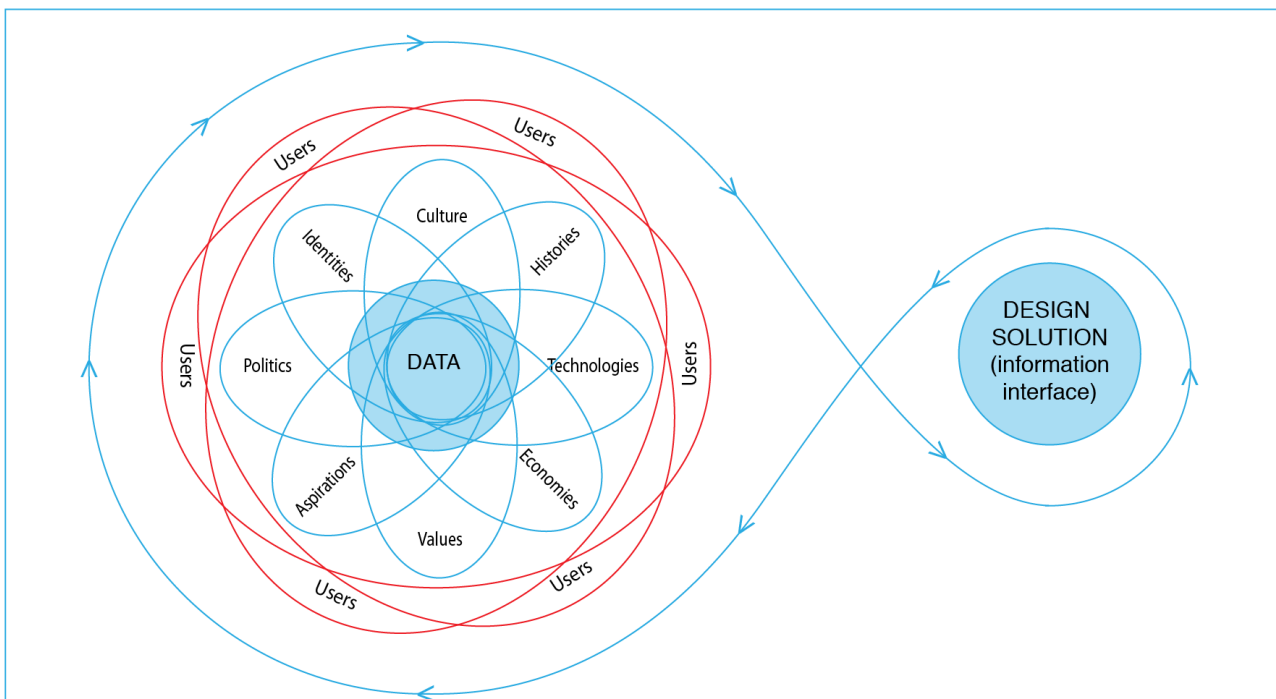 Users
Users
Culture
Identities
Histories
Users
Politics
DATA
Technologies
Users
Aspirations
Economies
Values
Users
Users
DESIGN
SOLUTION
(information
interface)